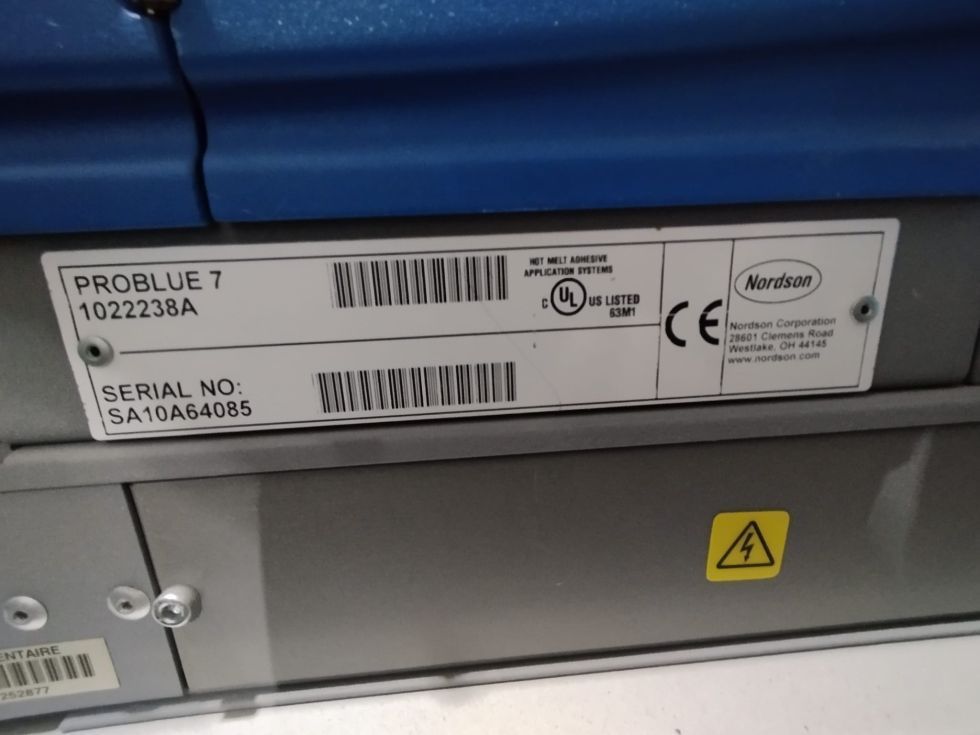 PROBLUE 7
1022238A
HOT MELT ADHESIVE
APPLICATION SYSTEMS
C UL US LISTED
63M1
SERIAL NO:
SA10A64085
CE
Nordson
Nordson Corporation
28601 Clemens Road
Westlake, OH 44145
www.nordson.com
ENTAIRE
252877